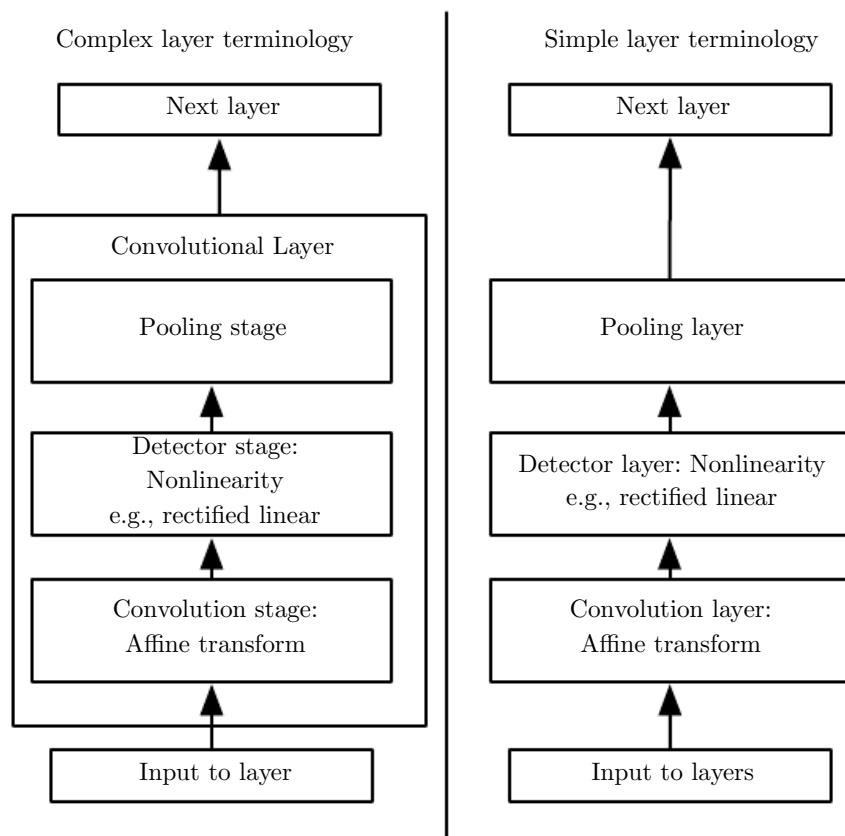 Complex layer terminology
Next layer
Convolutional Layer
Pooling stage
Detector stage:
Nonlinearity
e.g., rectified linear
Convolution stage:
Affine transform
Input to layer
Simple layer terminology
Next layer
Pooling layer
Detector layer: Nonlinearity
e.g., rectified linear
Convolution layer:
Affine transform
Input to layers